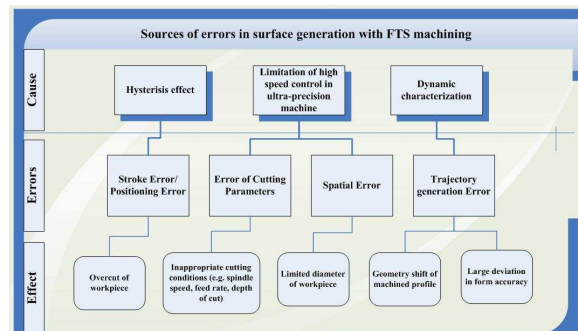 Sources of errors in surface generation with FTS machining
Cause
Hysterisis effect
Limitation of high
speed control in
ultra-precision
machine
Dynamic
characterization
Errors
Stroke Error/
Positioning Error
Error of Cutting
Parameters
Spatial Error
Trajectory
generation Error
Effect
Overcut of
workpiece
Inappropriate cutting
conditions (e.g. spindle
speed, feed rate, depth
of cut)
Limited diameter
of workpiece
Geometry shift of
machined profile
Large deviation
in form accuracy